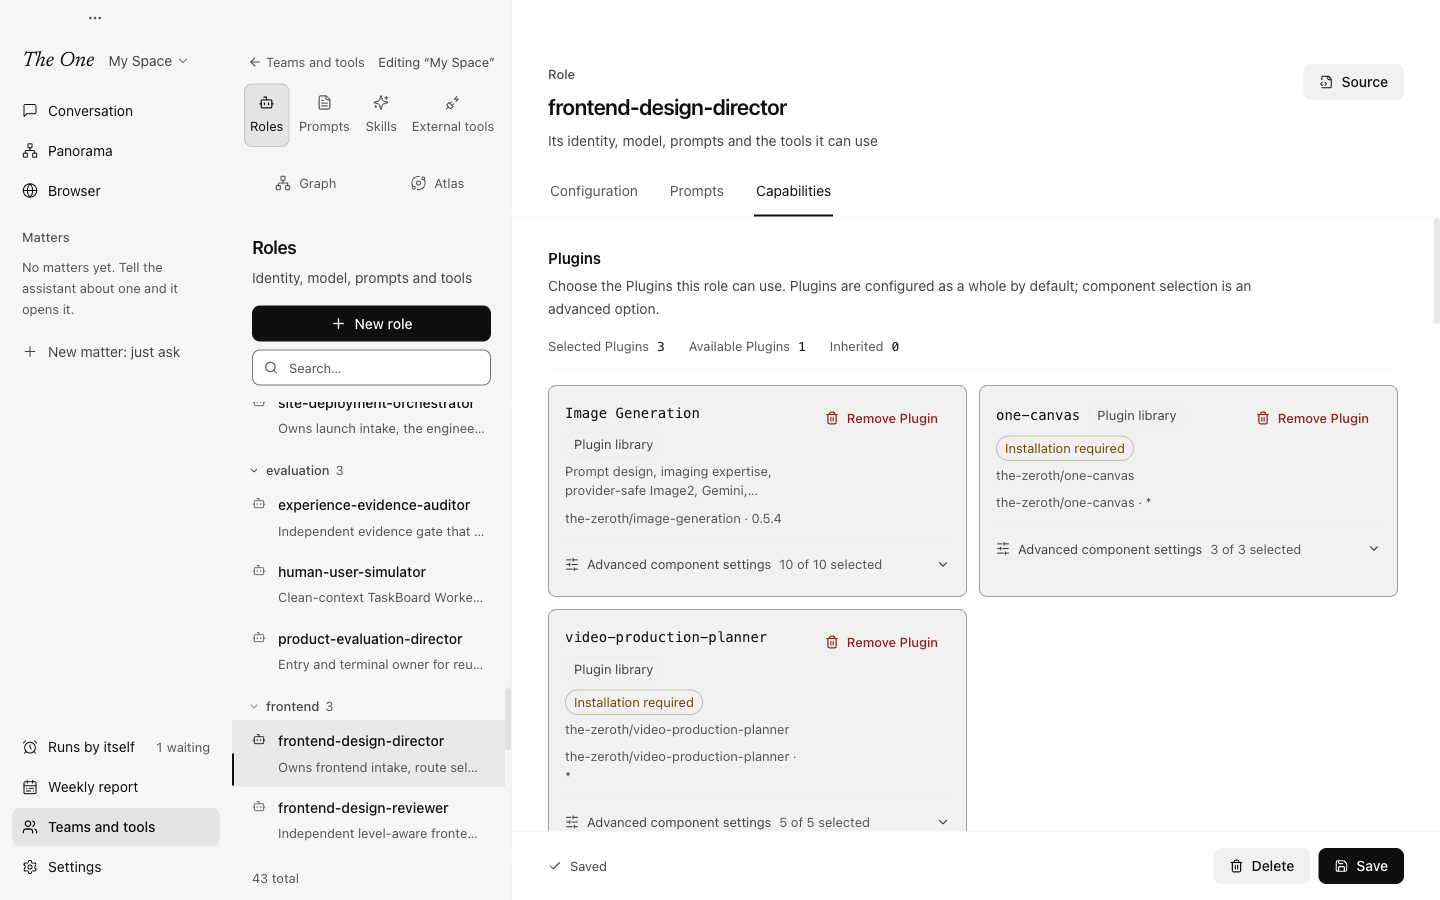 The One
My Space
Conversation
Panorama
Browser
Matters
No matters yet. Tell the
assistant about one and it
opens it.
New matter: just ask
Runs by itself 1 waiting
Weekly report
Teams and tools
Settings
Teams and tools
Editing “My Space”
Roles
Prompts
Skills
External tools
Graph
Atlas
Roles
Identity, model, prompts and tools
New role
Search...
site-deployment-orchestrator
Owns launch intake, the enginee...
evaluation 3
experience-evidence-auditor
Independent evidence gate that ...
human-user-simulator
Clean-context TaskBoard Worke...
product-evaluation-director
Entry and terminal owner for reu...
frontend 3
frontend-design-director
Owns frontend intake, route sel...
frontend-design-reviewer
Independent level-aware fronte...
43 total
Role
frontend-design-director
Its identity, model, prompts and the tools it can use
Source
Configuration
Prompts
Capabilities
Plugins
Choose the Plugins this role can use. Plugins are configured as a whole by default; component selection is an
advanced option.
Selected Plugins 3 Available Plugins 1 Inherited 0
Image Generation
Remove Plugin
Plugin library
Prompt design, imaging expertise,
provider-safe Image2, Gemini,...
the-zeroth/image-generation · 0.5.4
Advanced component settings 10 of 10 selected
one-canvas Plugin library
Remove Plugin
Installation required
the-zeroth/one-canvas
the-zeroth/one-canvas · *
Advanced component settings 3 of 3 selected
video-production-planner
Remove Plugin
Plugin library
Installation required
the-zeroth/video-production-planner
the-zeroth/video-production-planner ·
*
Advanced component settings 5 of 5 selected
Saved
Delete
Save